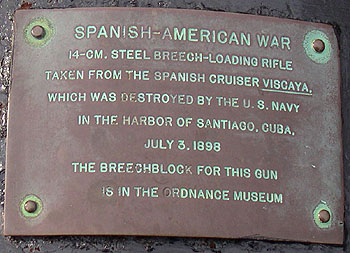 SPANISH-AMERICAN WAR
14-CM. STEEL BREECH-LOADING RIFLE
TAKEN FROM THE SPANISH CRUISER VISCAYA,
WHICH WAS DESTROYED BY THE U. S. NAVY
IN THE HARBOR OF SANTIAGO, CUBA,
JULY 3, 1898
THE BREECHBLOCK FOR THIS GUN
IS IN THE ORDNANCE MUSEUM